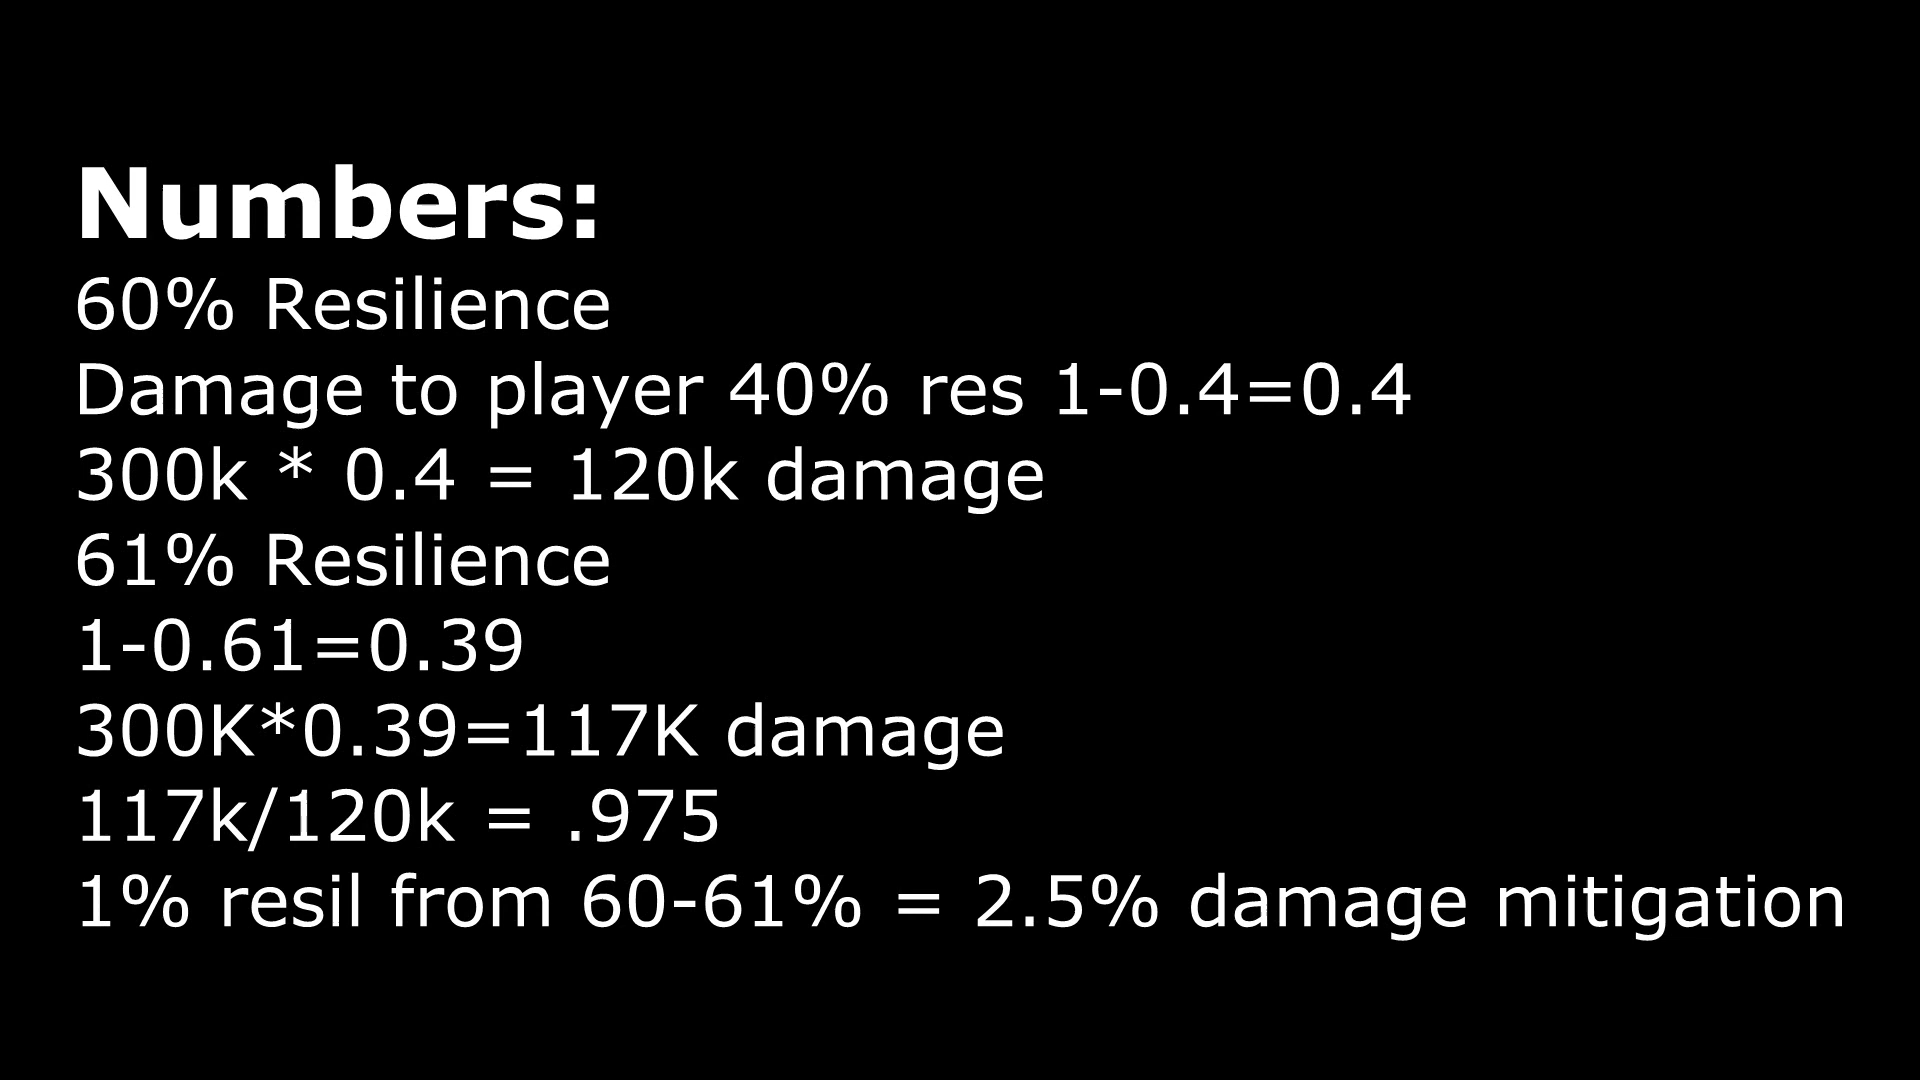 Numbers:
60% Resilience
Damage to player 40% res 1-0.4=0.4
300k * 0.4 = 120k damage
61% Resilience
1-0.61=0.39
300K*0.39=117K damage
117k/120k = .975
1% resil from 60-61% = 2.5% damage mitigation